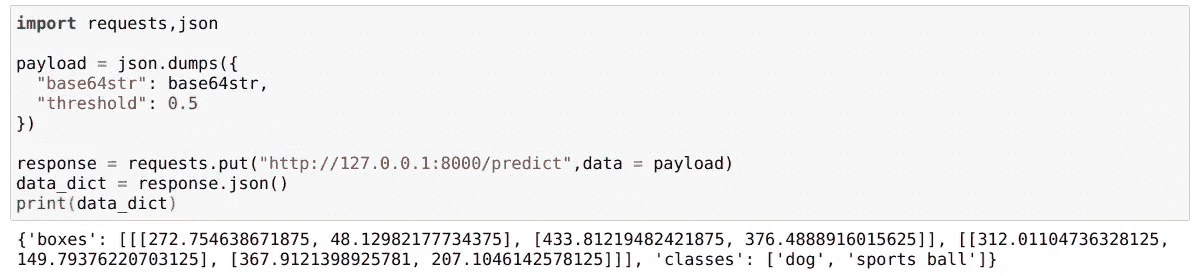 import requests,json
payload = json.dumps({
  "base64str": base64str,
  "threshold": 0.5
})
response = requests.put("http://127.0.0.1:8000/predict",data = payload)
data_dict = response.json()
print(data_dict)
{'boxes': [[[272.754638671875, 48.12982177734375], [433.81219482421875, 376.4888916015625]], [[312.01104736328125,
149.79376220703125], [367.9121398925781, 207.1046142578125]]], 'classes': ['dog', 'sports ball']}